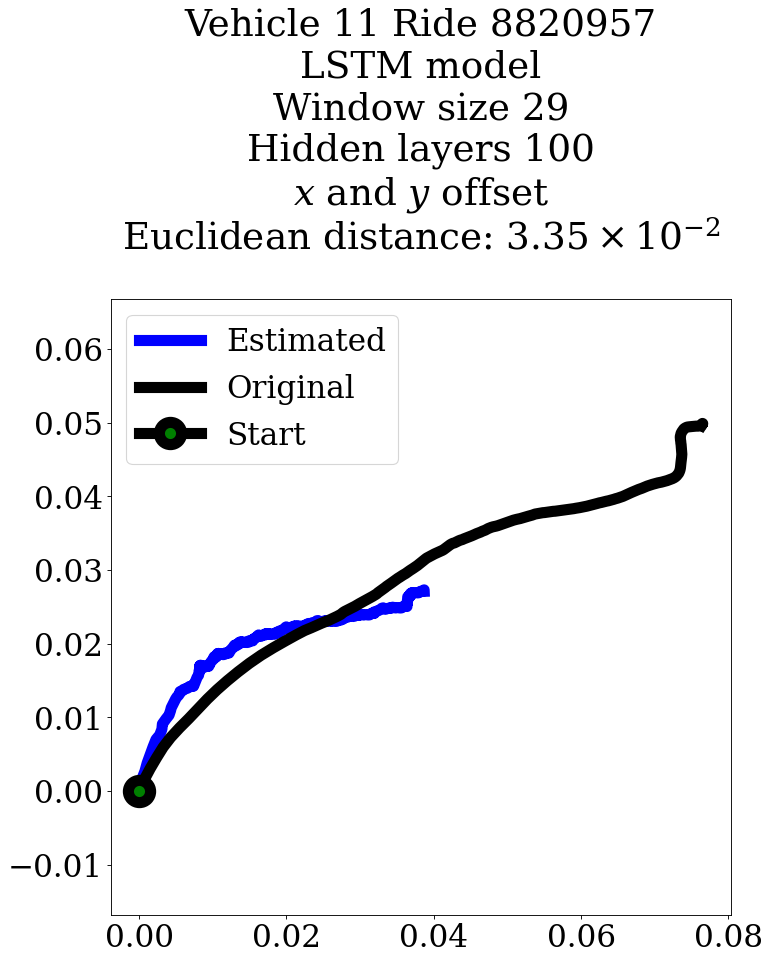 Vehicle 11 Ride 8820957
LSTM model
Window size 29
Hidden layers 100
x and y offset
Euclidean distance: 3.35 × 10⁻²
Estimated
Original
Start
0.06
0.05
0.04
0.03
0.02
0.01
0.00
−0.01
0.00 0.02 0.04 0.06 0.08